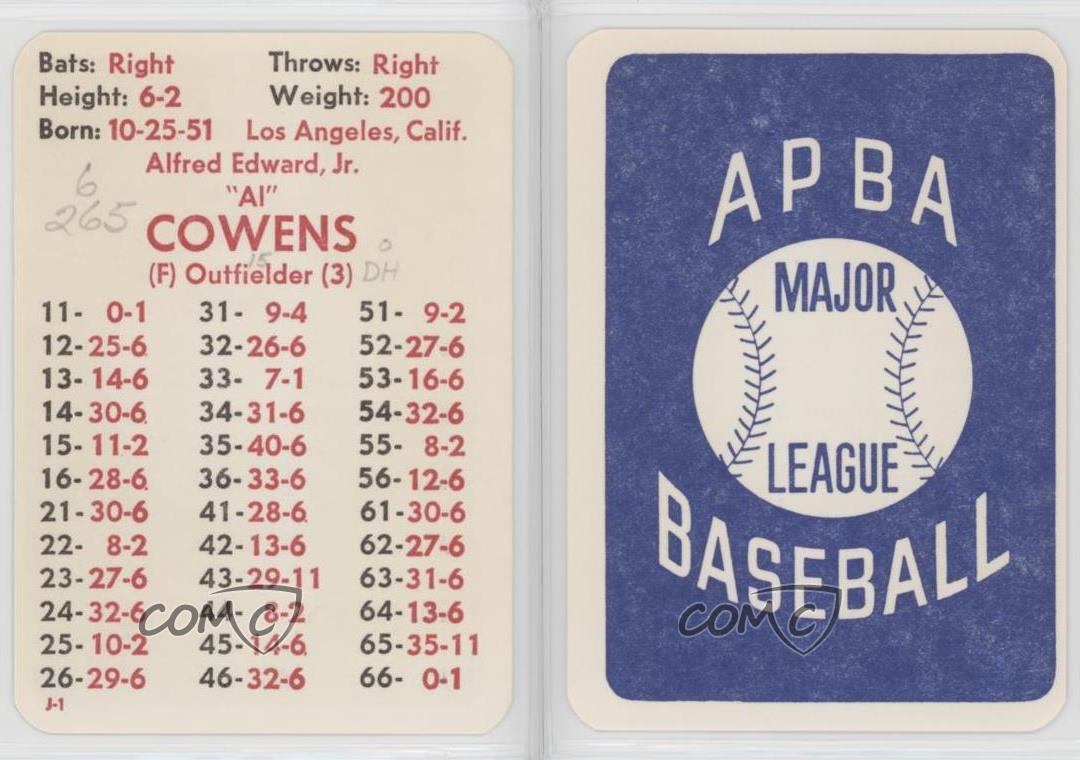 Bats: Right Throws: Right
Height: 6-2 Weight: 200
Born: 10-25-51 Los Angeles, Calif.
Alfred Edward, Jr.
6
"Al"
265
COWENS
0
15
(F) Outfielder (3) DH
11- 0-1 31- 9-4 51- 9-2
12-25-6 32-26-6 52-27-6
13-14-6 33- 7-1 53-16-6
14-30-6 34-31-6 54-32-6
15-11-2 35-40-6 55- 8-2
16-28-6 36-33-6 56-12-6
21-30-6 41-28-6 61-30-6
22- 8-2 42-13-6 62-27-6
23-27-6 43-29-11 63-31-6
24-32-6 44- 8-2 64-13-6
25-10-2 45-14-6 65-35-11
26-29-6 46-32-6 66- 0-1
J-1
COMC
APBA
MAJOR
LEAGUE
BASEBALL
COMC